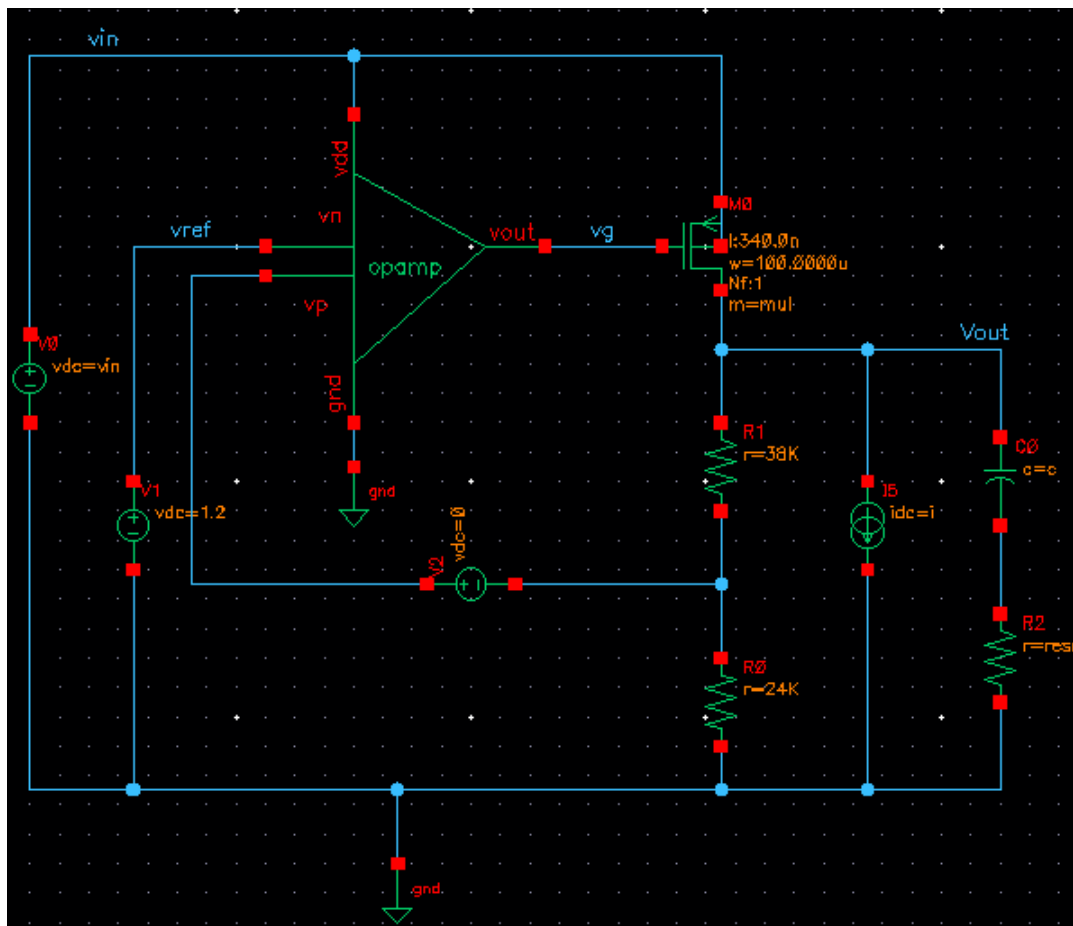 vin
vdd
M0
vn
vref
vout
vg
l:340.0n
opamp
w=100.0000u
Nf:1
vp
m=mul
Vout
V0
vdc=vin
gnd
R1
r=38K
C0
c=c
V1
vdc=1.2
gnd
I5
idc=i
vdc=0
V2
R2
R0
r=24K
gnd